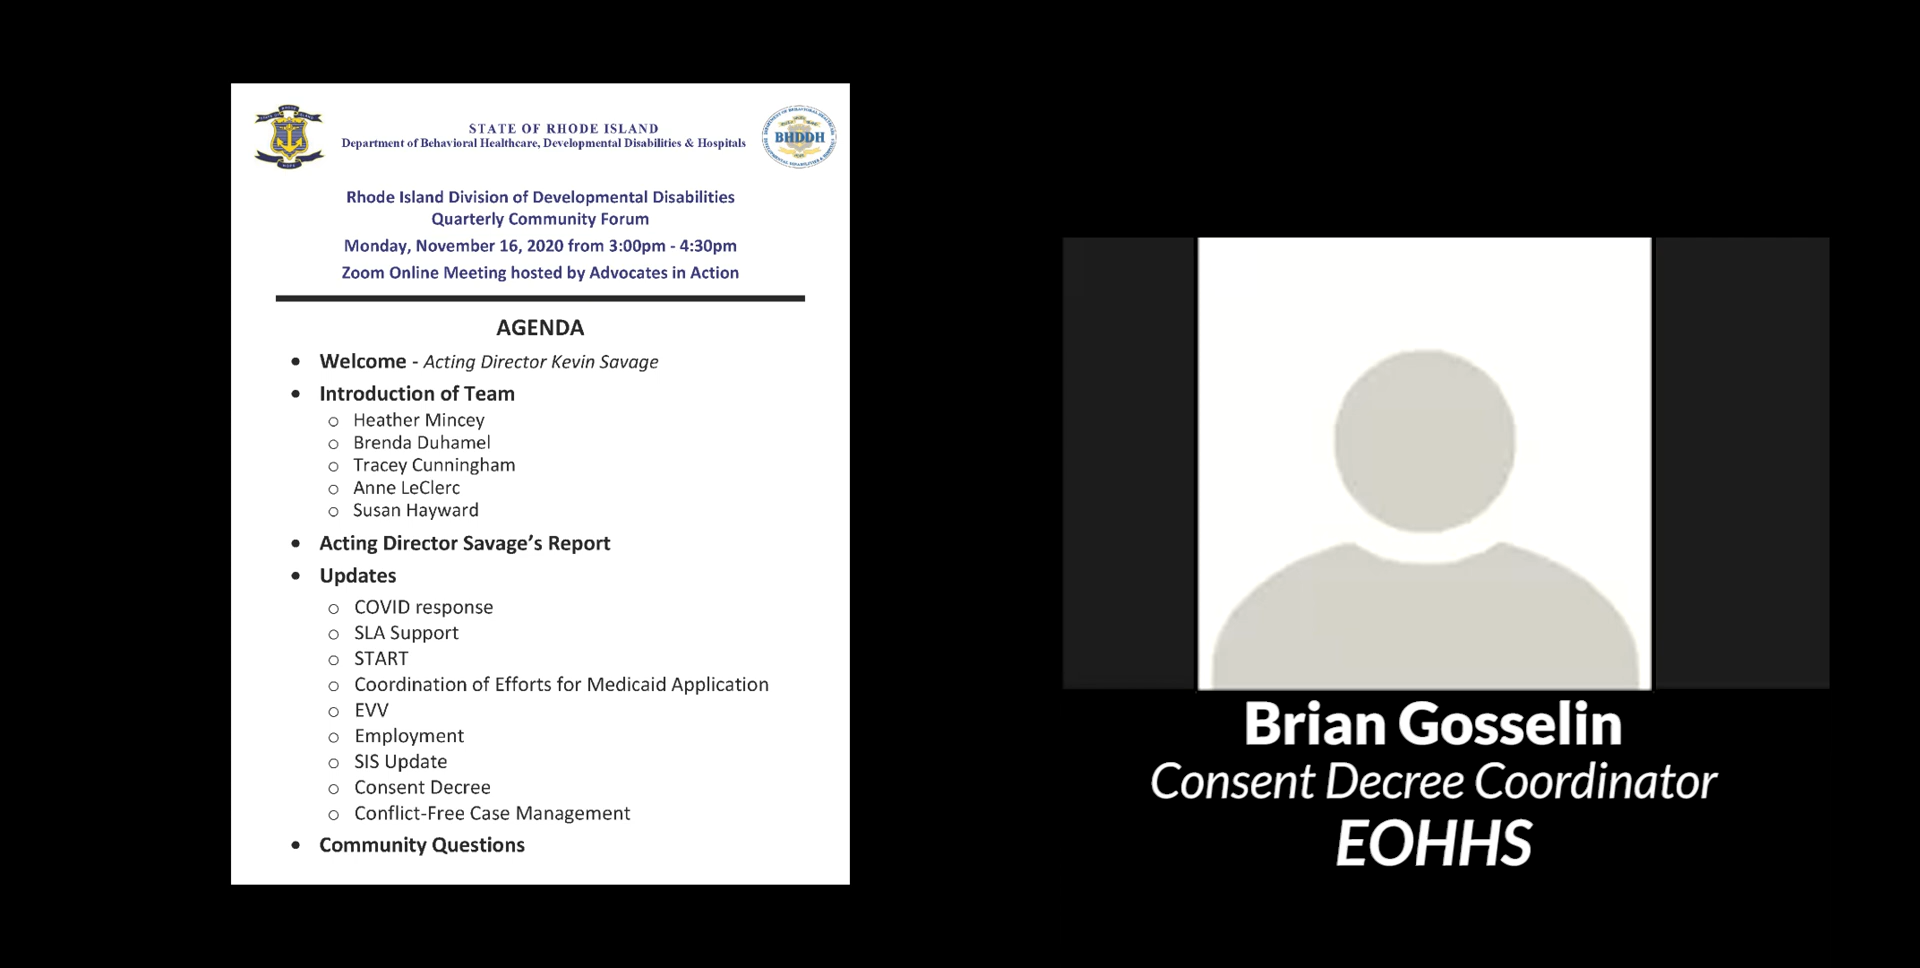 STATE OF RHODE ISLAND
Department of Behavioral Healthcare, Developmental Disabilities & Hospitals
BHDDH
Rhode Island Division of Developmental Disabilities
Quarterly Community Forum
Monday, November 16, 2020 from 3:00pm - 4:30pm
Zoom Online Meeting hosted by Advocates in Action
AGENDA
• Welcome - Acting Director Kevin Savage
• Introduction of Team
o Heather Mincey
o Brenda Duhamel
o Tracey Cunningham
o Anne LeClerc
o Susan Hayward
• Acting Director Savage’s Report
• Updates
o COVID response
o SLA Support
o START
o Coordination of Efforts for Medicaid Application
o EVV
o Employment
o SIS Update
o Consent Decree
o Conflict-Free Case Management
• Community Questions
Brian Gosselin
Consent Decree Coordinator
EOHHS